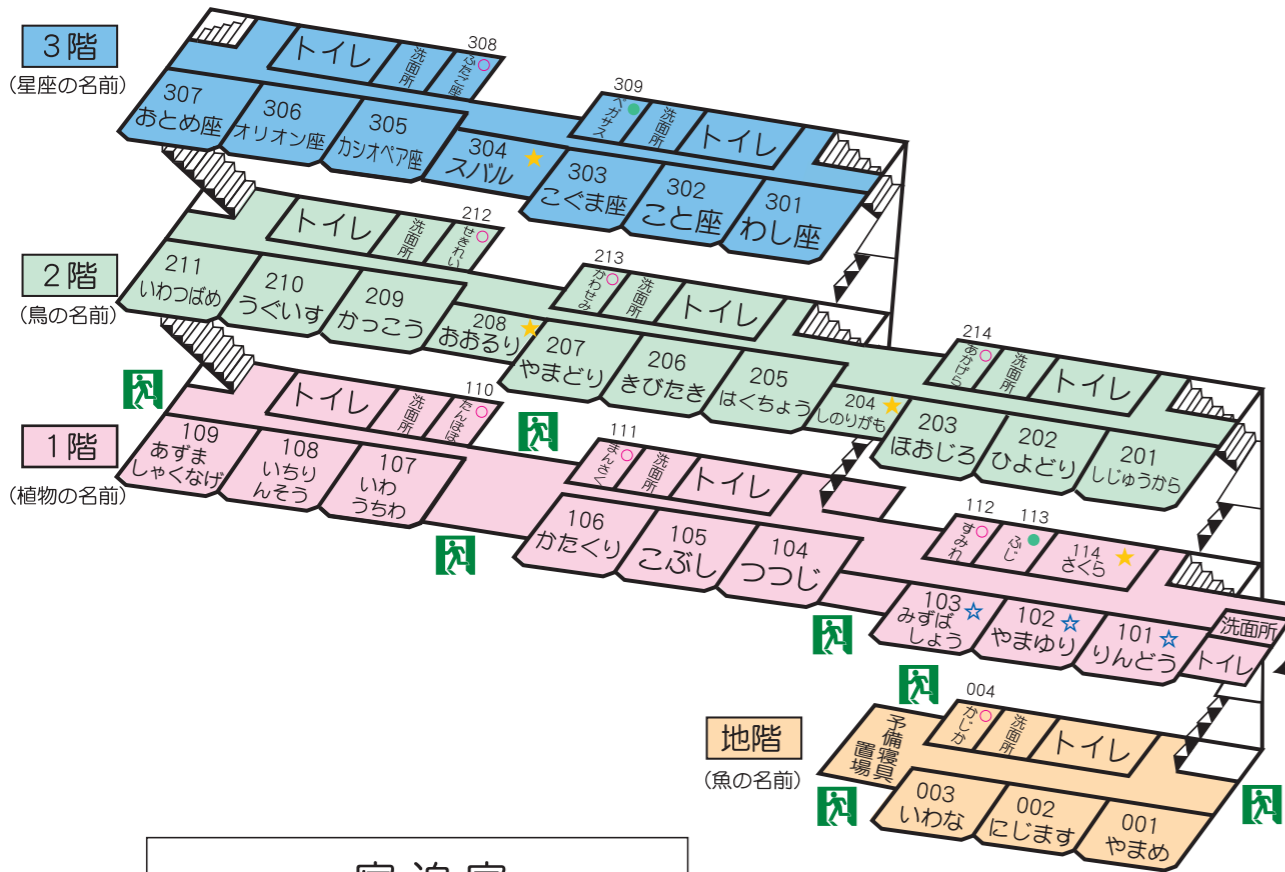 3階
(星座の名前)
トイレ
洗面所
308
ふたご座
309
ペガサス
洗面所
トイレ
307
おとめ座
306
オリオン座
305
カシオペア座
304
スバル
303
こぐま座
302
こと座
301
わし座
2階
(鳥の名前)
トイレ
洗面所
212
せきれい
213
かわせみ
洗面所
トイレ
214
あかげら
洗面所
トイレ
211
いわつばめ
210
うぐいす
209
かっこう
208
おおるり
207
やまどり
206
きびたき
205
はくちょう
204
しのりがも
203
ほおじろ
202
ひよどり
201
しじゅうから
1階
(植物の名前)
トイレ
洗面所
110
たんぽぽ
111
まんさく
洗面所
トイレ
112
すみれ
113
ふじ
114
さくら
109
あずま
しゃくなげ
108
いちり
んそう
107
いわ
うちわ
106
かたくり
105
こぶし
104
つつじ
103
みずば
しょう
102
やまゆり
101
りんどう
洗面所
トイレ
地階
(魚の名前)
予備寝具
置場
004
かじか
洗面所
トイレ
003
いわな
002
にじます
001
やまめ